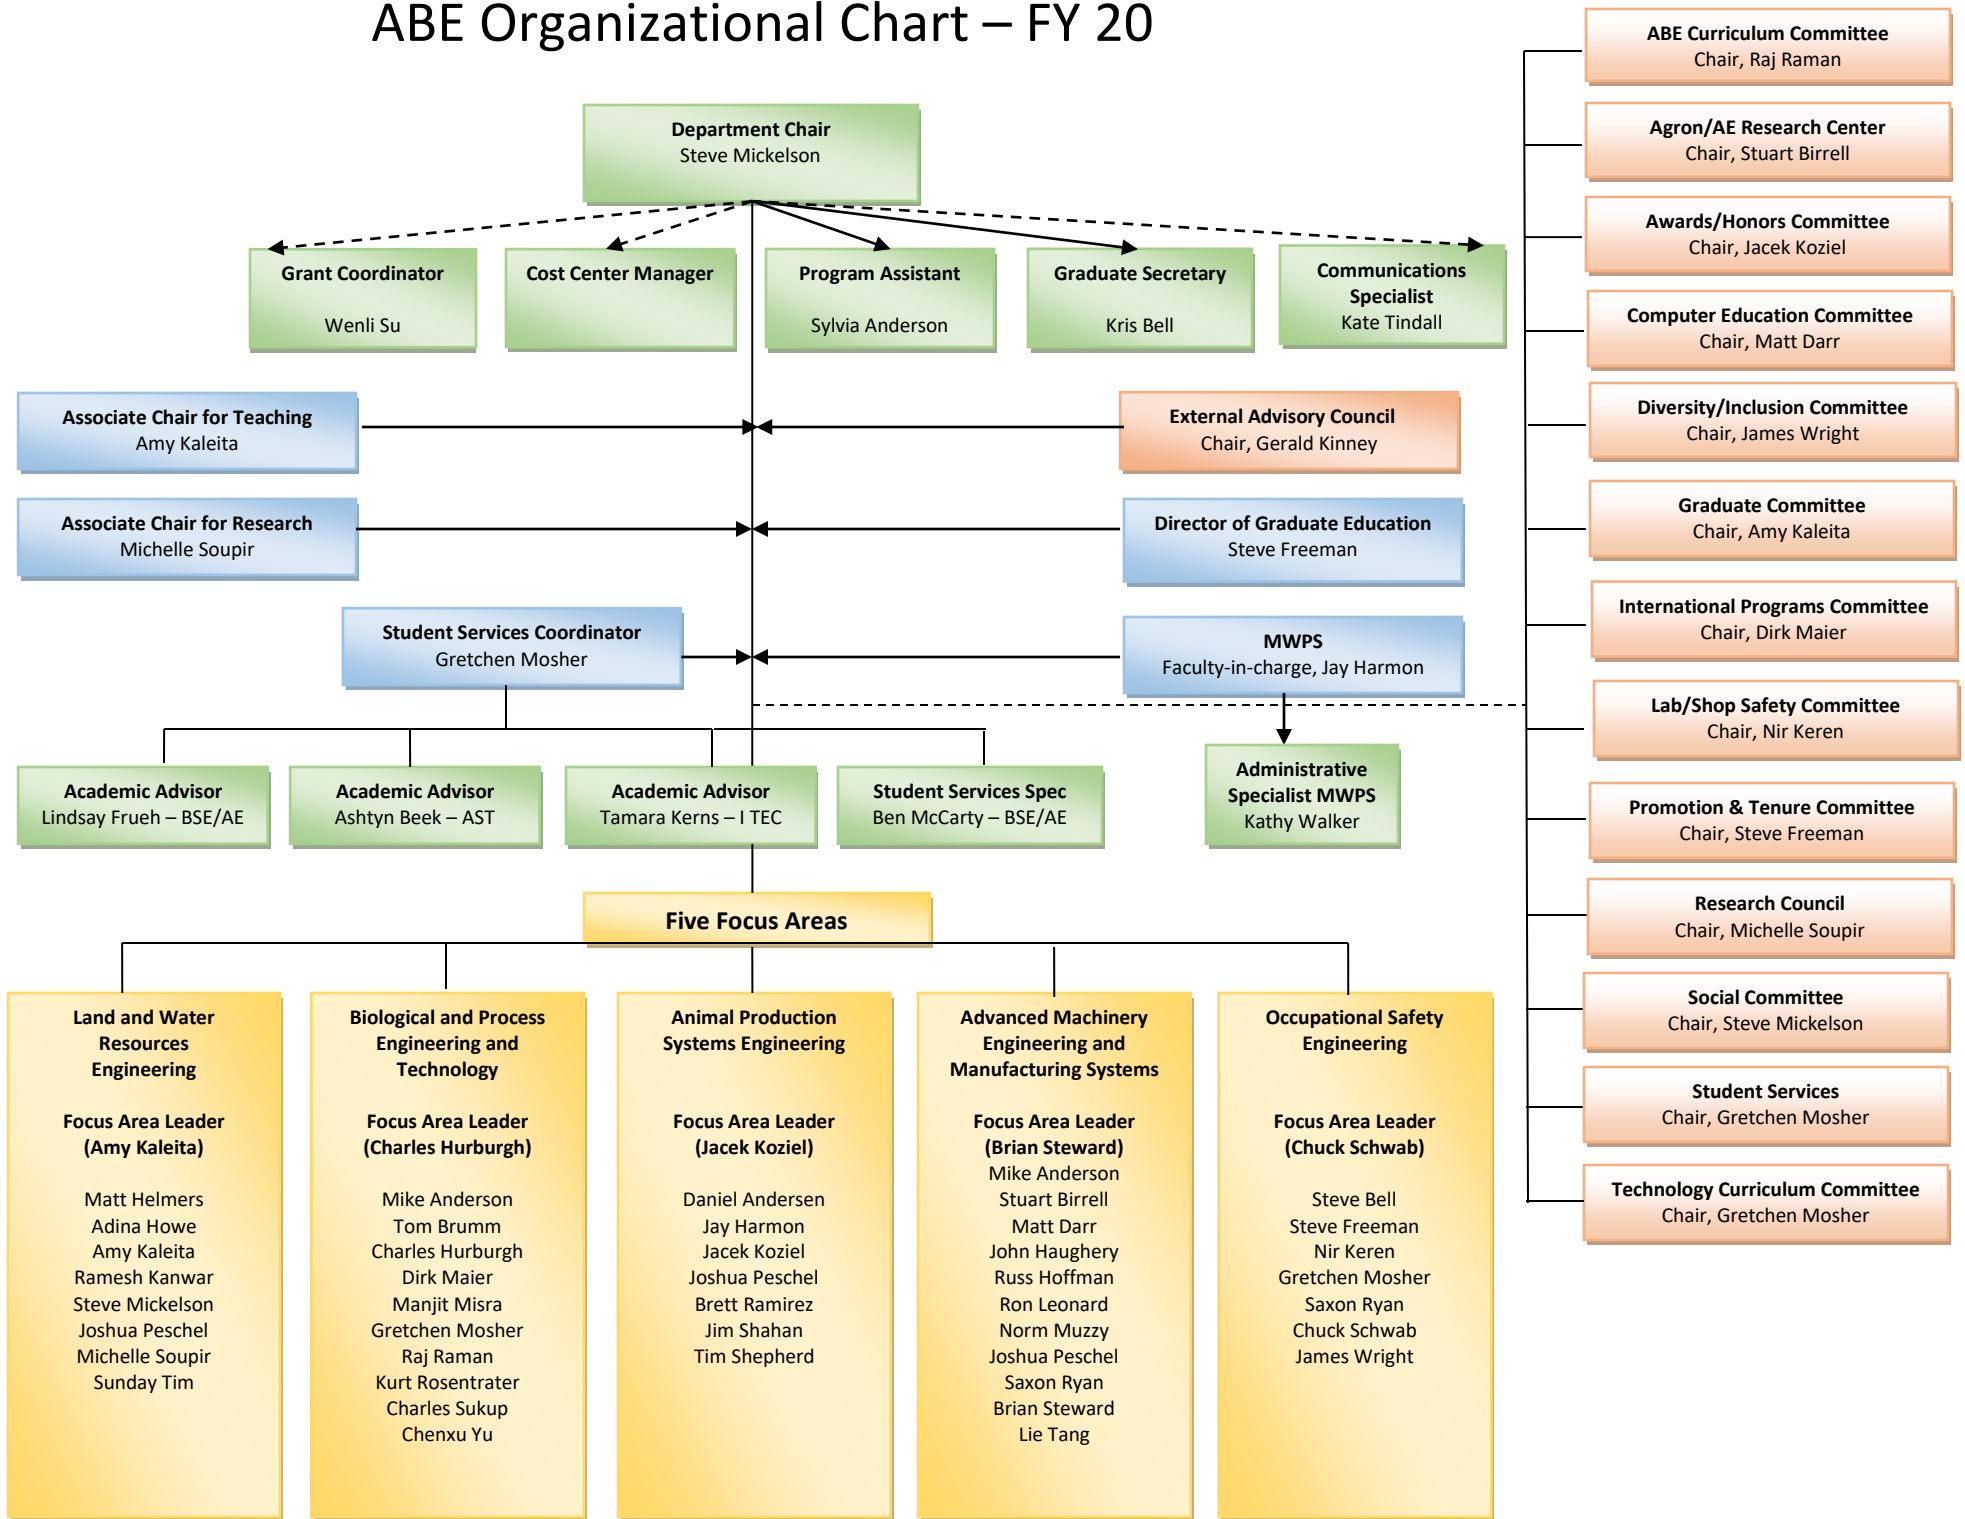 ABE Organizational Chart – FY 20
Department Chair
Steve Mickelson
Grant Coordinator
Wenli Su
Cost Center Manager
Program Assistant
Sylvia Anderson
Graduate Secretary
Kris Bell
Communications
Specialist
Kate Tindall
Associate Chair for Teaching
Amy Kaleita
External Advisory Council
Chair, Gerald Kinney
Associate Chair for Research
Michelle Soupir
Director of Graduate Education
Steve Freeman
Student Services Coordinator
Gretchen Mosher
MWPS
Faculty-in-charge, Jay Harmon
Academic Advisor
Lindsay Frueh – BSE/AE
Academic Advisor
Ashtyn Beek – AST
Academic Advisor
Tamara Kerns – I TEC
Student Services Spec
Ben McCarty – BSE/AE
Administrative
Specialist MWPS
Kathy Walker
Five Focus Areas
Land and Water
Resources
Engineering
Focus Area Leader
(Amy Kaleita)
Matt Helmers
Adina Howe
Amy Kaleita
Ramesh Kanwar
Steve Mickelson
Joshua Peschel
Michelle Soupir
Sunday Tim
Biological and Process
Engineering and
Technology
Focus Area Leader
(Charles Hurburgh)
Mike Anderson
Tom Brumm
Charles Hurburgh
Dirk Maier
Manjit Misra
Gretchen Mosher
Raj Raman
Kurt Rosentrater
Charles Sukup
Chenxu Yu
Animal Production
Systems Engineering
Focus Area Leader
(Jacek Koziel)
Daniel Andersen
Jay Harmon
Jacek Koziel
Joshua Peschel
Brett Ramirez
Jim Shahan
Tim Shepherd
Advanced Machinery
Engineering and
Manufacturing Systems
Focus Area Leader
(Brian Steward)
Mike Anderson
Stuart Birrell
Matt Darr
John Haughery
Russ Hoffman
Ron Leonard
Norm Muzzy
Joshua Peschel
Saxon Ryan
Brian Steward
Lie Tang
Occupational Safety
Engineering
Focus Area Leader
(Chuck Schwab)
Steve Bell
Steve Freeman
Nir Keren
Gretchen Mosher
Saxon Ryan
Chuck Schwab
James Wright
ABE Curriculum Committee
Chair, Raj Raman
Agron/AE Research Center
Chair, Stuart Birrell
Awards/Honors Committee
Chair, Jacek Koziel
Computer Education Committee
Chair, Matt Darr
Diversity/Inclusion Committee
Chair, James Wright
Graduate Committee
Chair, Amy Kaleita
International Programs Committee
Chair, Dirk Maier
Lab/Shop Safety Committee
Chair, Nir Keren
Promotion & Tenure Committee
Chair, Steve Freeman
Research Council
Chair, Michelle Soupir
Social Committee
Chair, Steve Mickelson
Student Services
Chair, Gretchen Mosher
Technology Curriculum Committee
Chair, Gretchen Mosher